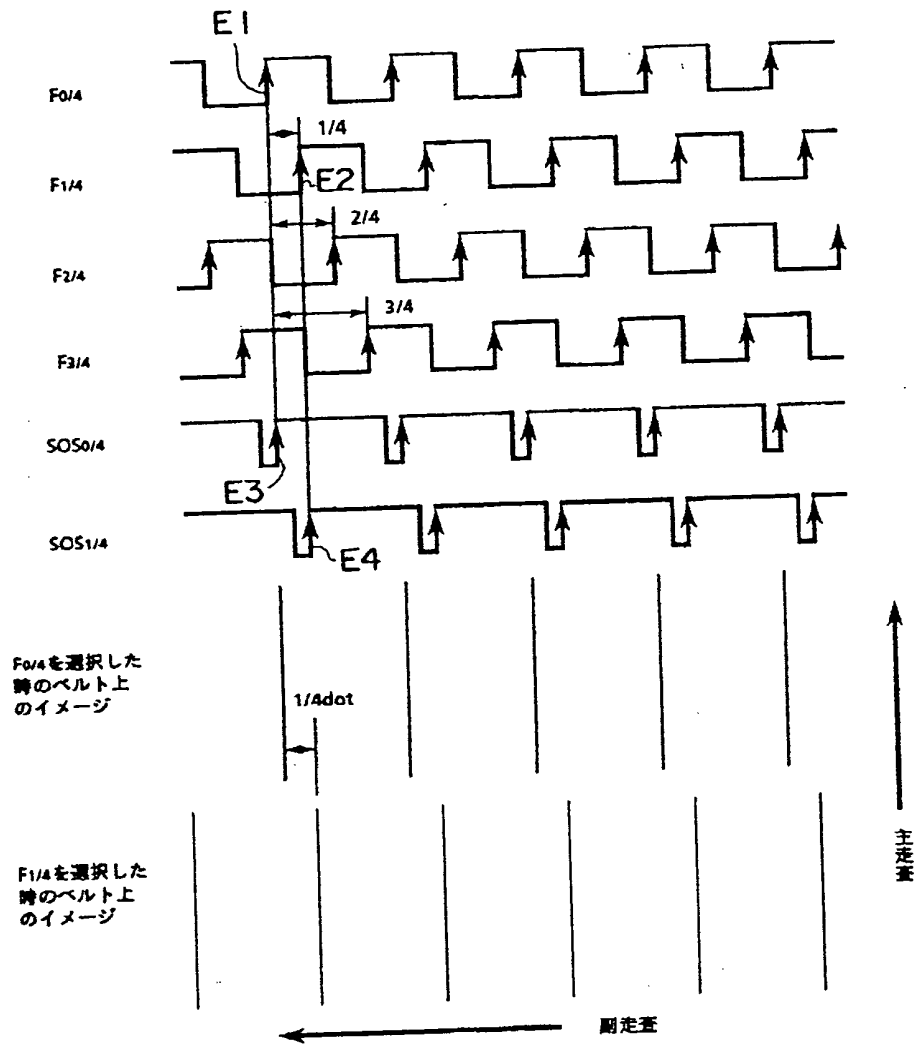 E1
F0/4
1/4
F1/4
E2
2/4
F2/4
3/4
F3/4
SOS0/4
E3
SOS1/4
E4
F0/4を選択した
時のベルト上
のイメージ
1/4dot
F1/4を選択した
時のベルト上
のイメージ
主走査
副走査